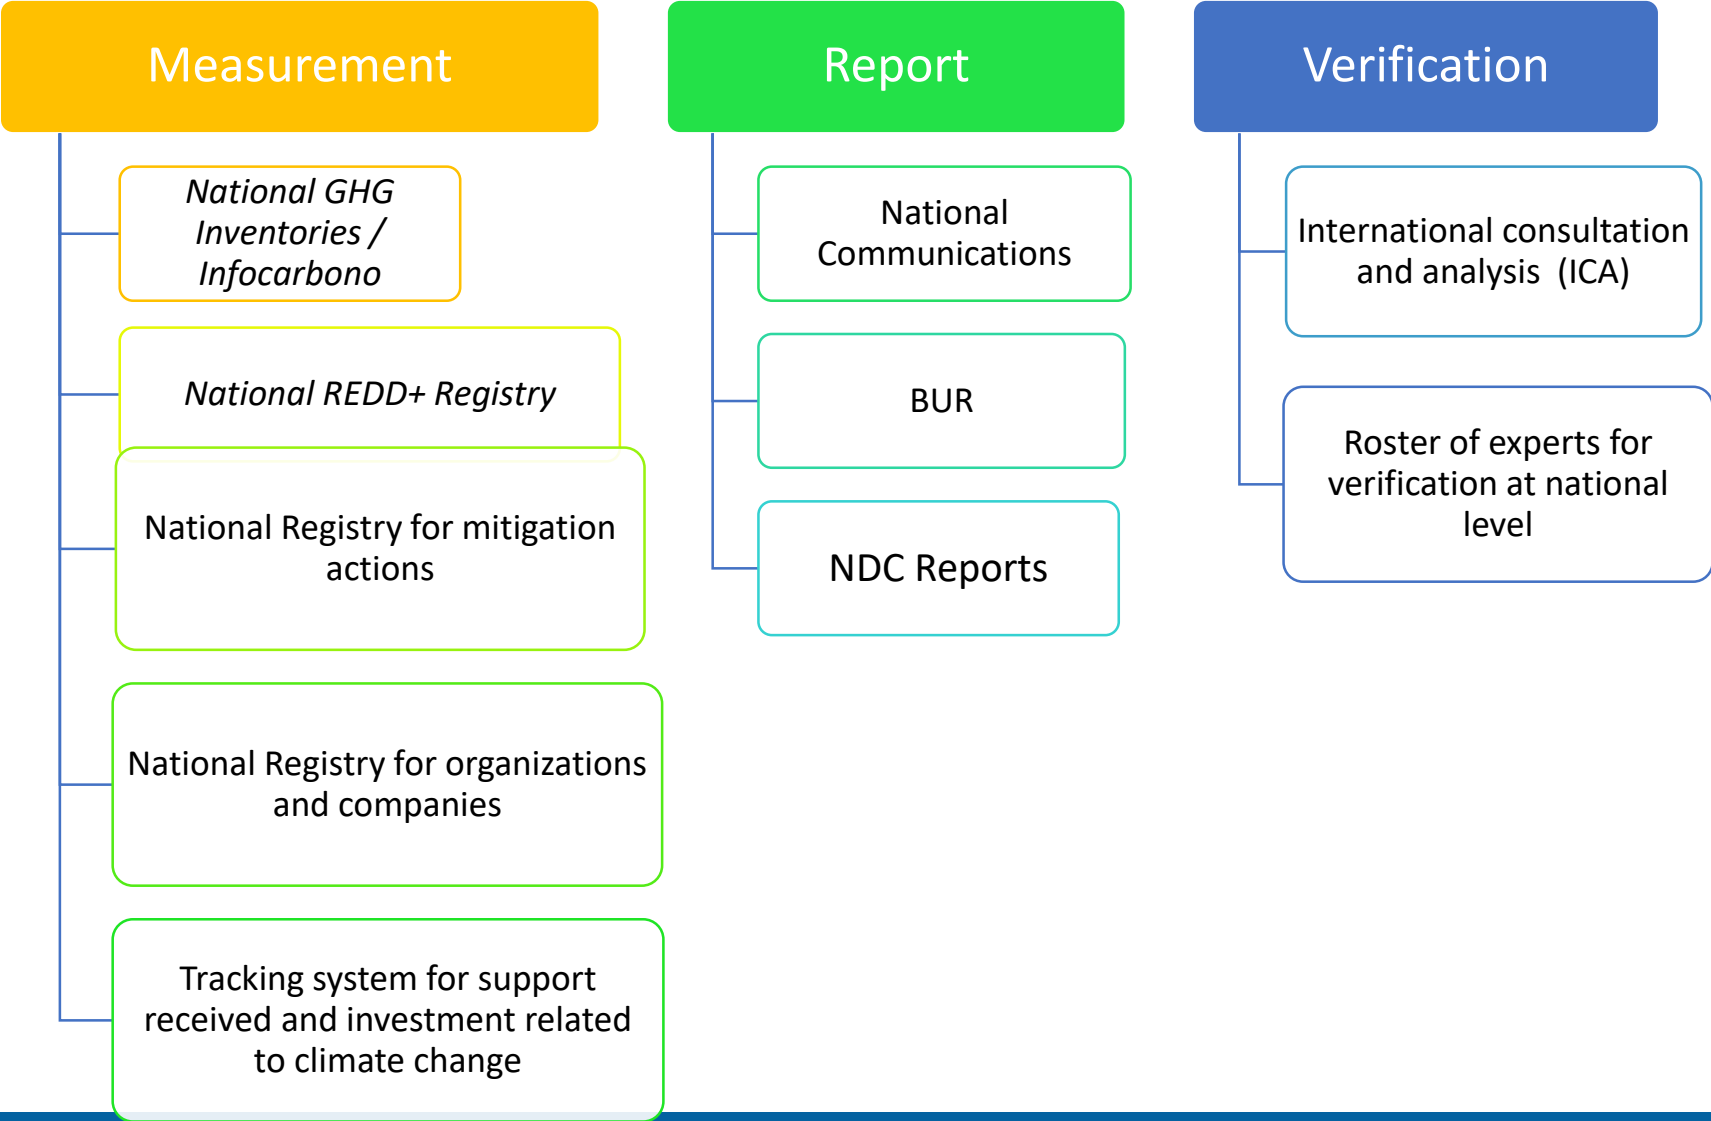 Measurement
National GHG
Inventories /
Infocarbono
National REDD+ Registry
National Registry for mitigation
actions
National Registry for organizations
and companies
Tracking system for support
received and investment related
to climate change
Report
National
Communications
BUR
NDC Reports
Verification
International consultation
and analysis  (ICA)
Roster of experts for
verification at national
level